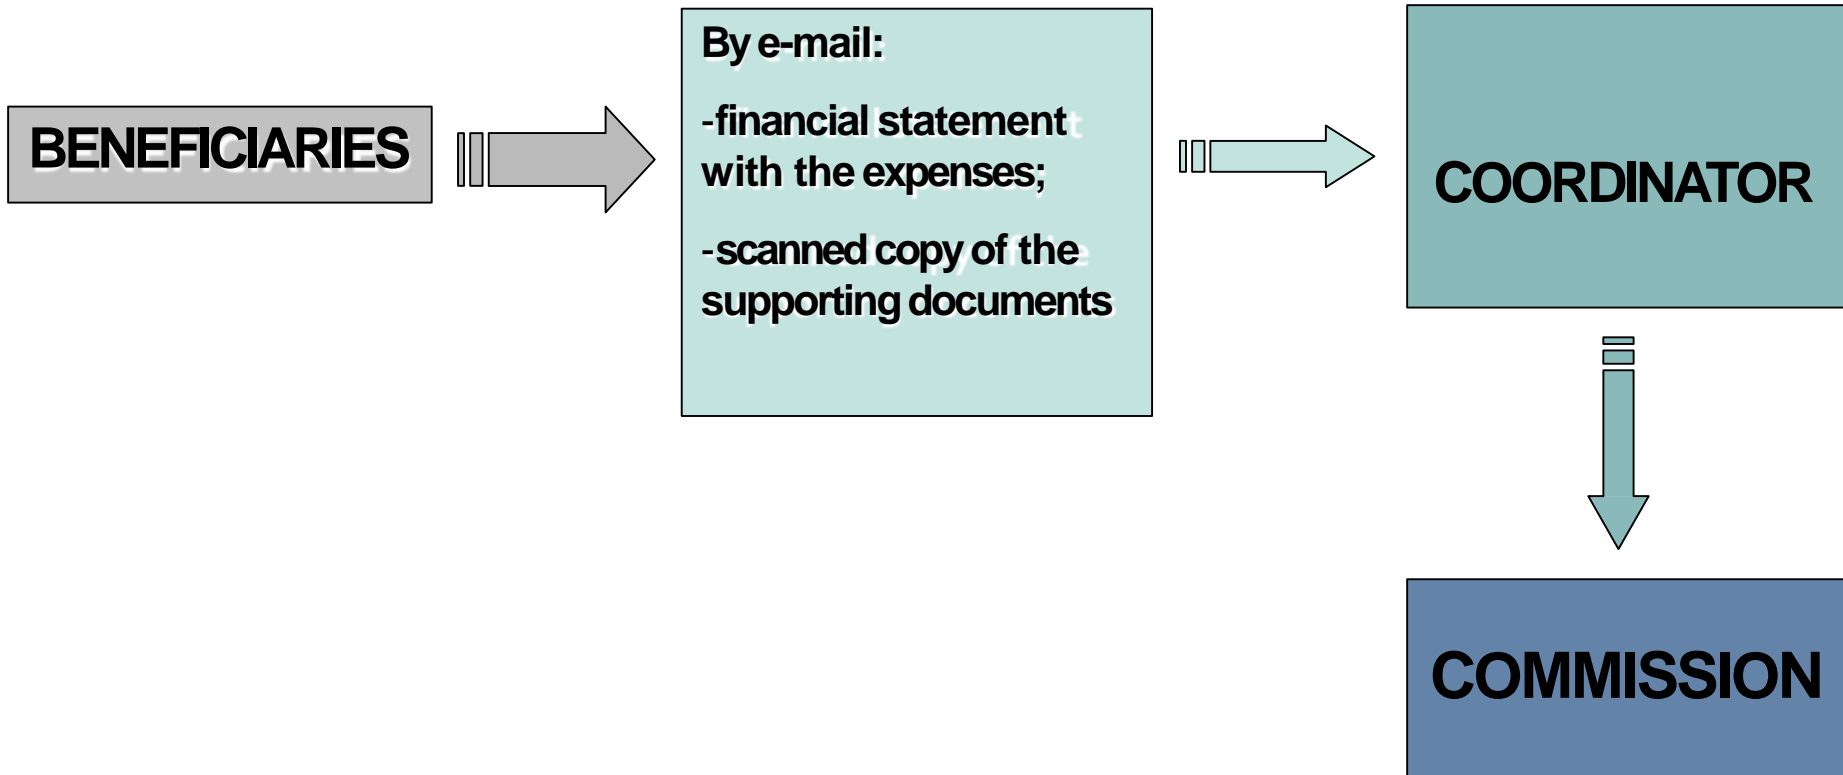 BENEFICIARIES
By e-mail:
-financial statement
with the expenses;
-scanned copy of the
supporting documents
COORDINATOR
COMMISSION